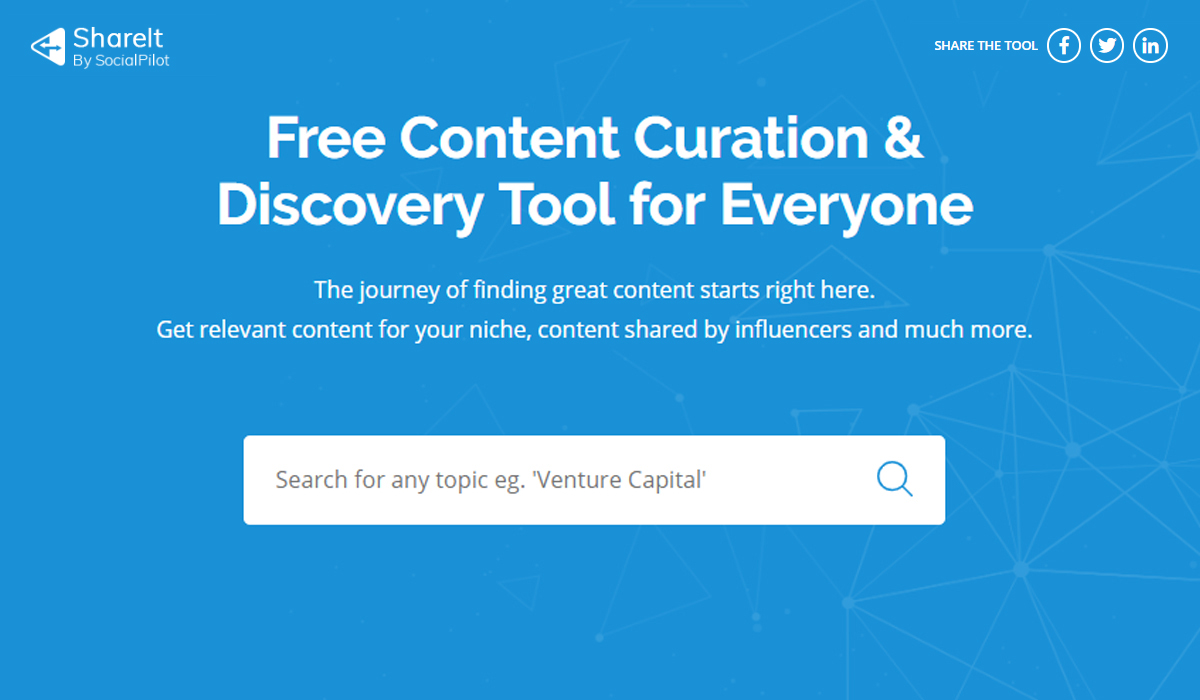 ShareIt
By SocialPilot
SHARE THE TOOL
Free Content Curation &
Discovery Tool for Everyone
The journey of finding great content starts right here.
Get relevant content for your niche, content shared by influencers and much more.
Search for any topic eg. 'Venture Capital'